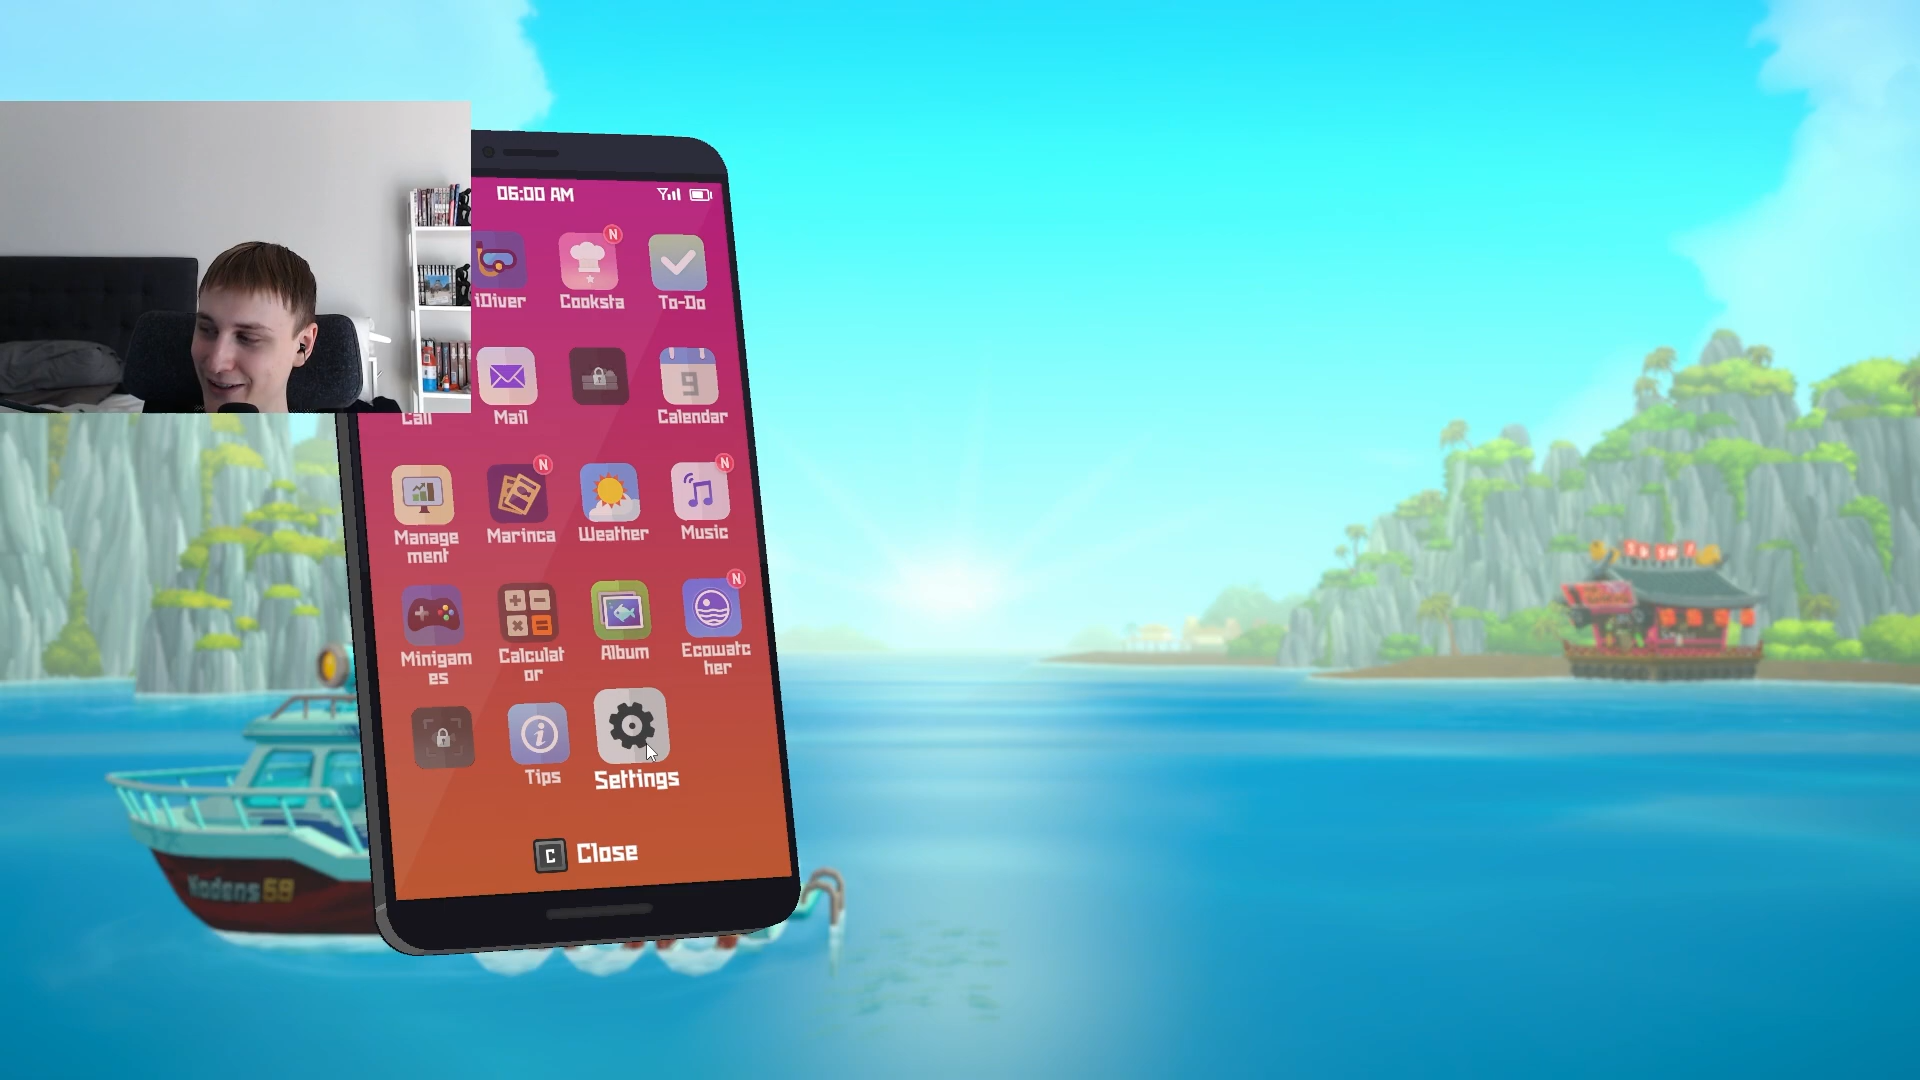 06:00 AM
iDiver
N
Cooksta
To-Do
Call
Mail
9
Calendar
Manage
ment
N
Marinca
Weather
N
Music
Minigam
es
Calculat
or
Album
N
Ecowatc
her
Tips
Settings
C Close